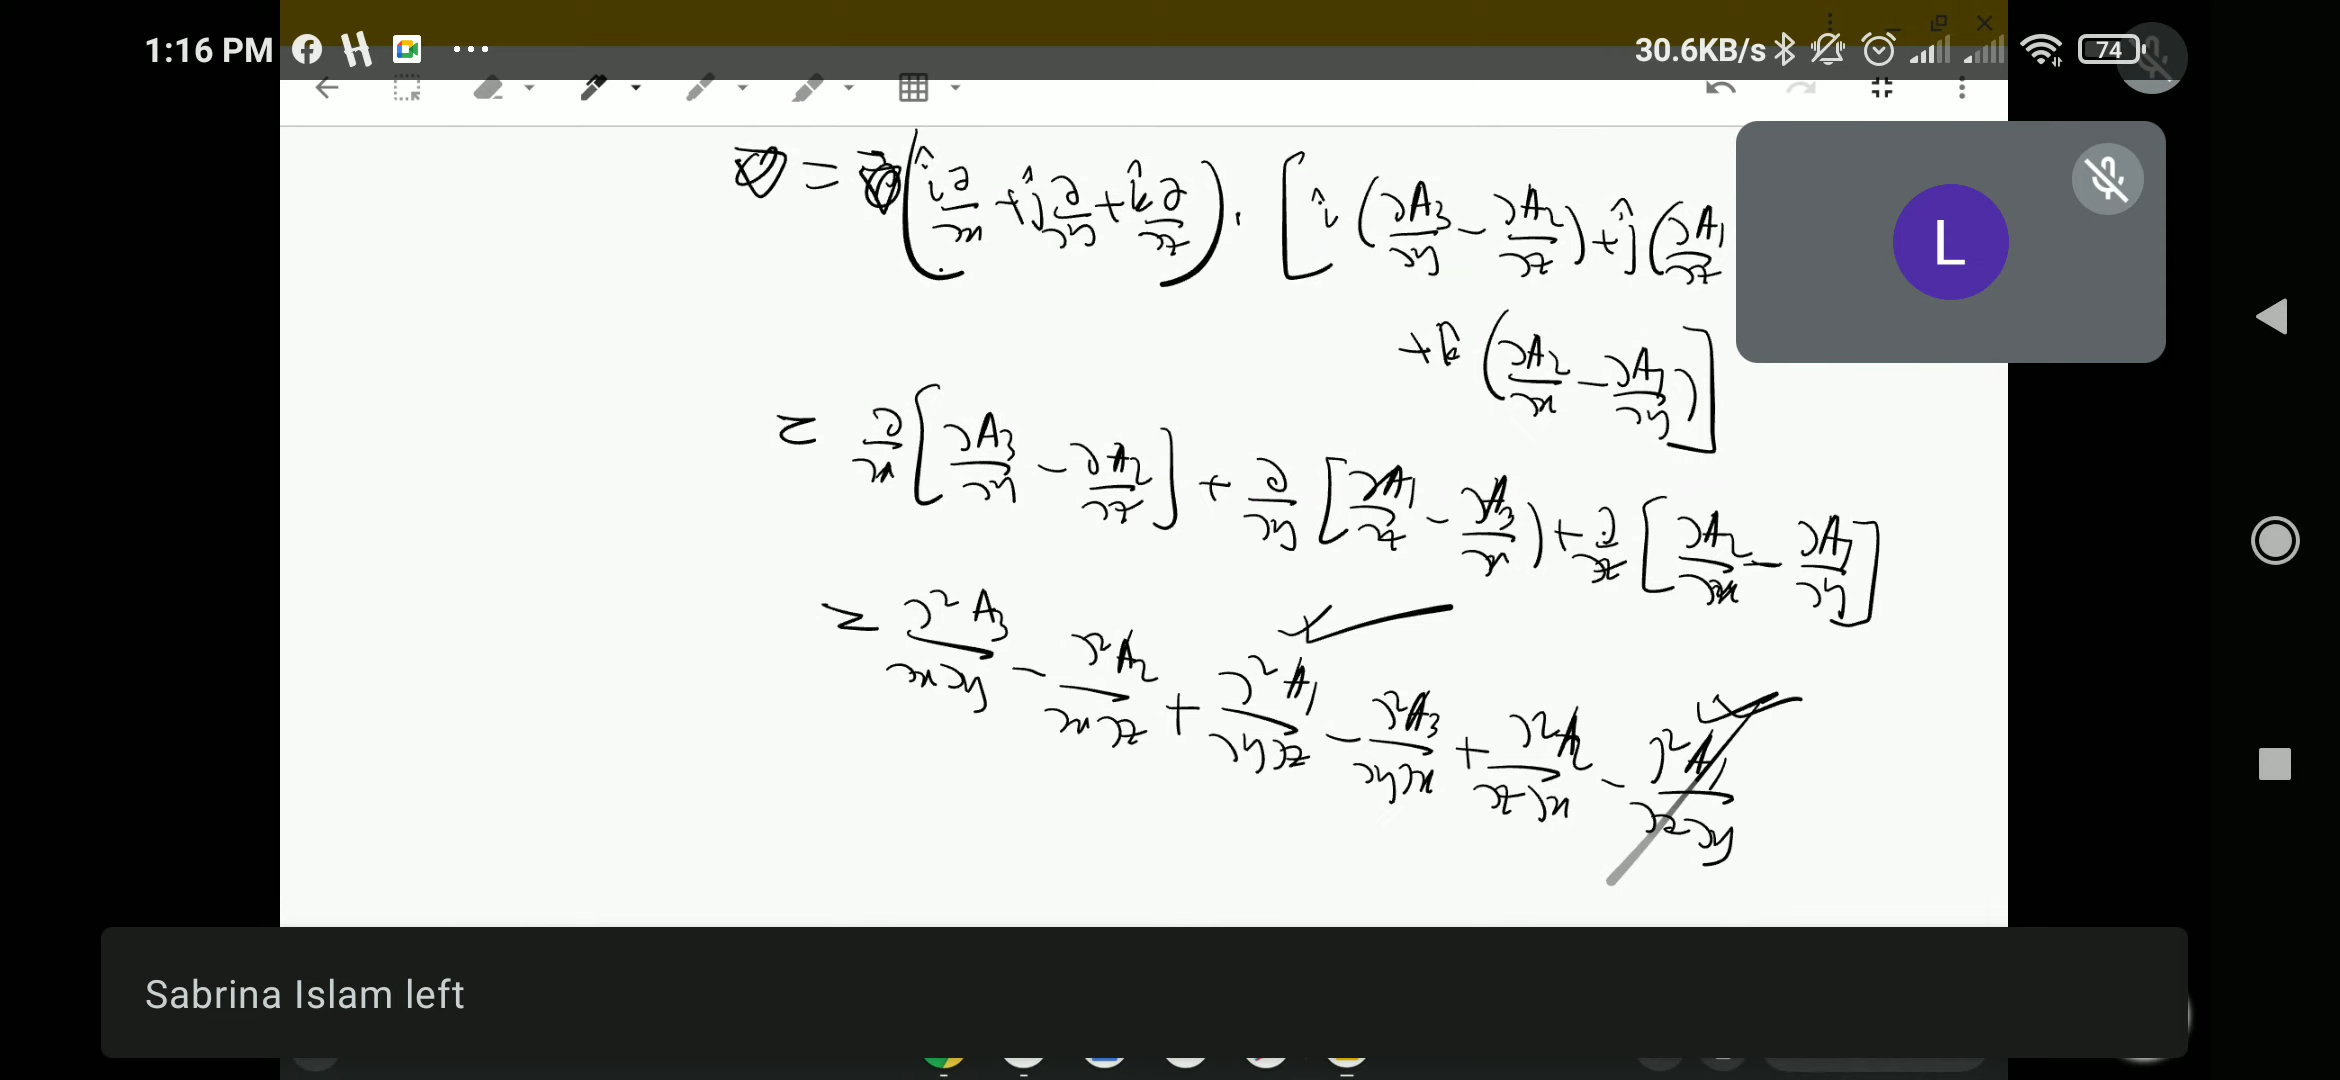 1:16 PM 30.6KB/s 74
= (î ∂/∂x + ĵ ∂/∂y + k̂ ∂/∂z) · [î (∂A₃/∂y − ∂A₂/∂z) + ĵ (∂A₁/∂z
L
+ k̂ (∂A₂/∂x − ∂A₁/∂y)]
= ∂/∂x [∂A₃/∂y − ∂A₂/∂z] + ∂/∂y [∂A₁/∂z − ∂A₃/∂x) + ∂/∂z [∂A₂/∂x − ∂A₁/∂y]
= ∂²A₃/∂x∂y − ∂²A₂/∂x∂z + ∂²A₁/∂y∂z − ∂²A₃/∂y∂x + ∂²A₂/∂z∂x − ∂²A₁/∂z∂y
Sabrina Islam left